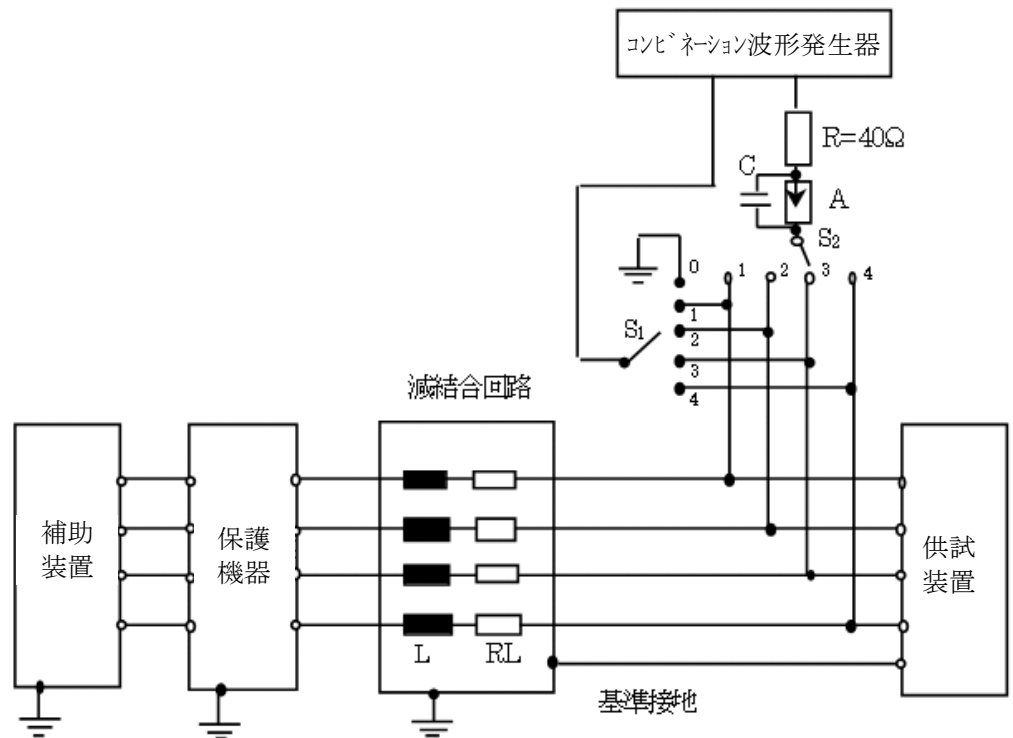 コンビネーション波形発生器
R=40Ω
C
A
S2
0
1
2
3
4
1
S1
2
3
4
減結合回路
補助
装置
保護
機器
供試
装置
L
RL
基準接地